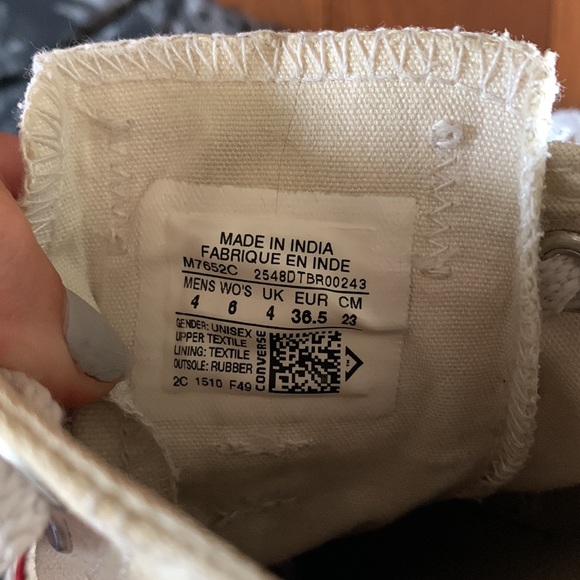 MADE IN INDIA
FABRIQUE EN INDE
M7652C 2548DTBR00243
MENS WO'S UK EUR CM
4 6 4 36.5 23
GENDER: UNISEX
UPPER TEXTILE
LINING: TEXTILE
OUTSOLE: RUBBER
2C 1510 F49
CONVERSE